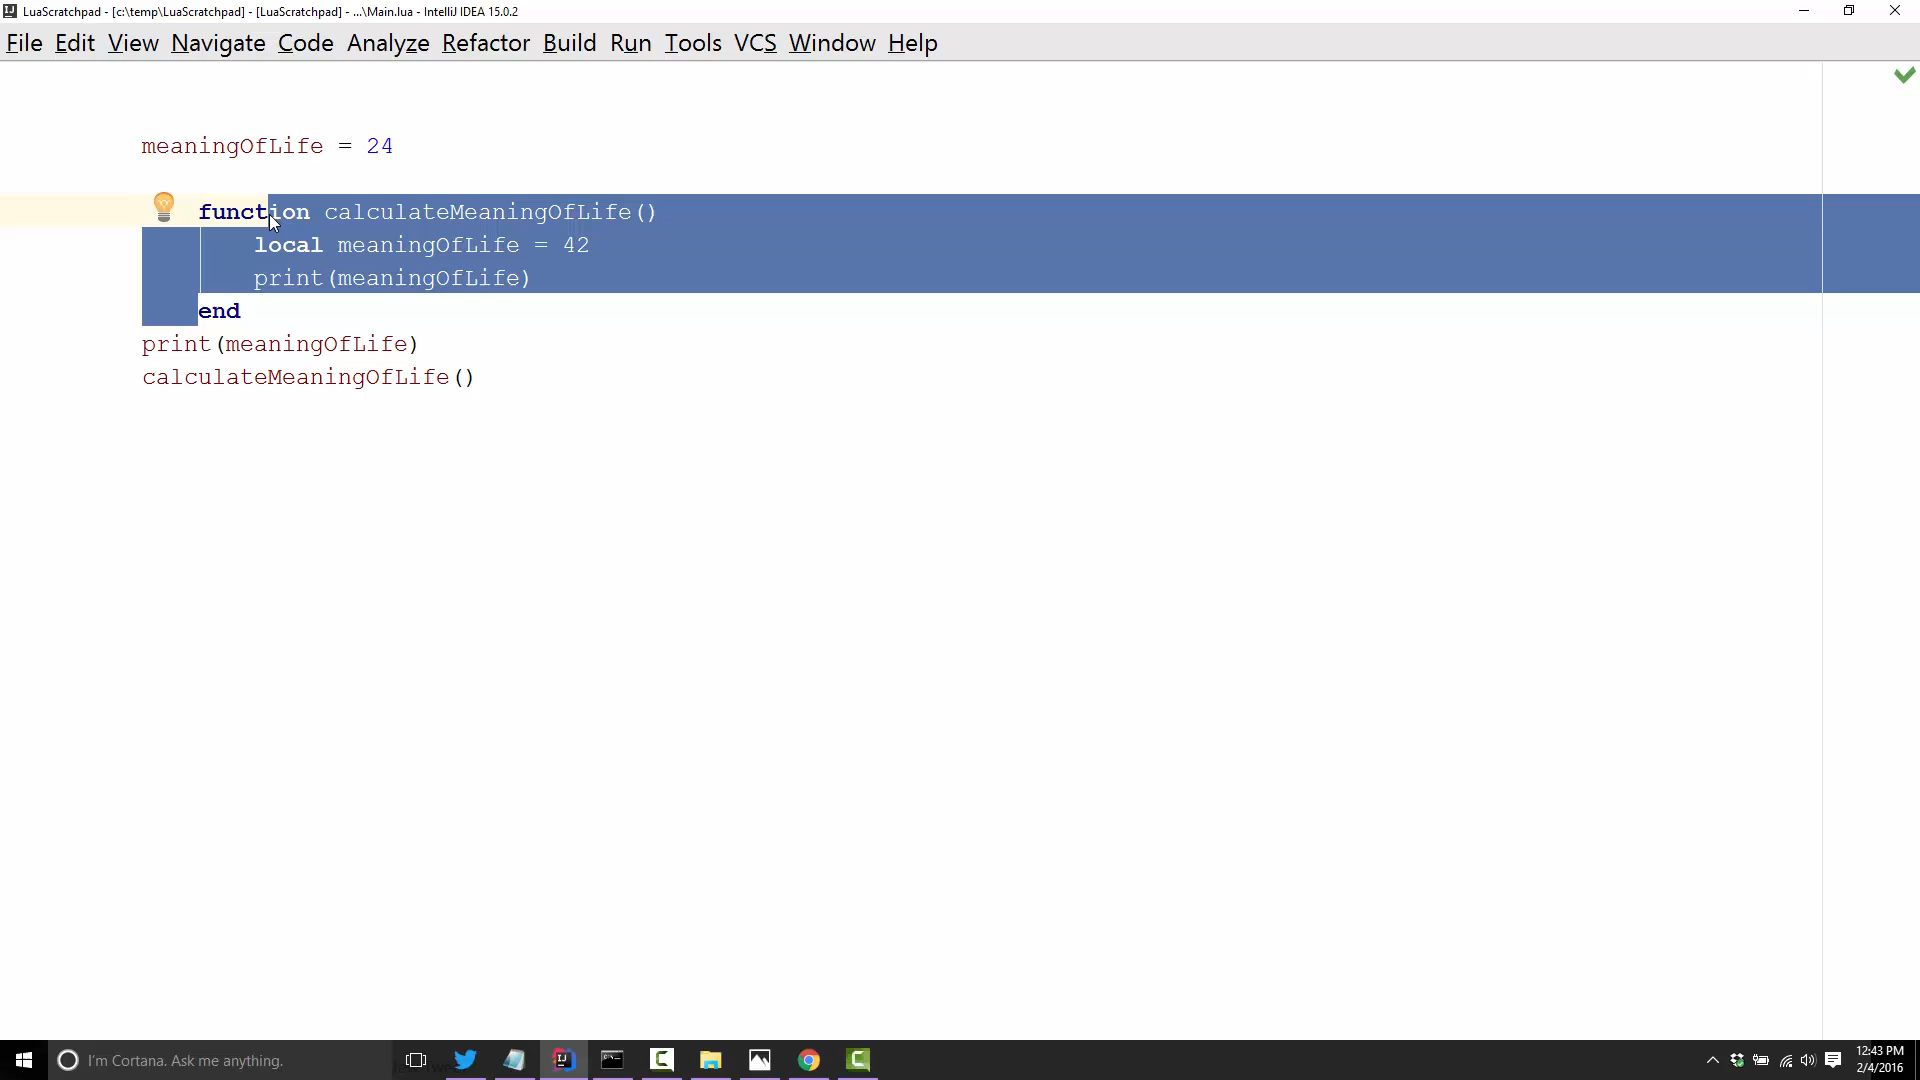 LuaScratchpad - [c:\temp\LuaScratchpad] - [LuaScratchpad] - ...\Main.lua - IntelliJ IDEA 15.0.2
File Edit View Navigate Code Analyze Refactor Build Run Tools VCS Window Help
meaningOfLife = 24
function calculateMeaningOfLife()
local meaningOfLife = 42
print(meaningOfLife)
end
print(meaningOfLife)
calculateMeaningOfLife()
I'm Cortana. Ask me anything.
12:43 PM
2/4/2016